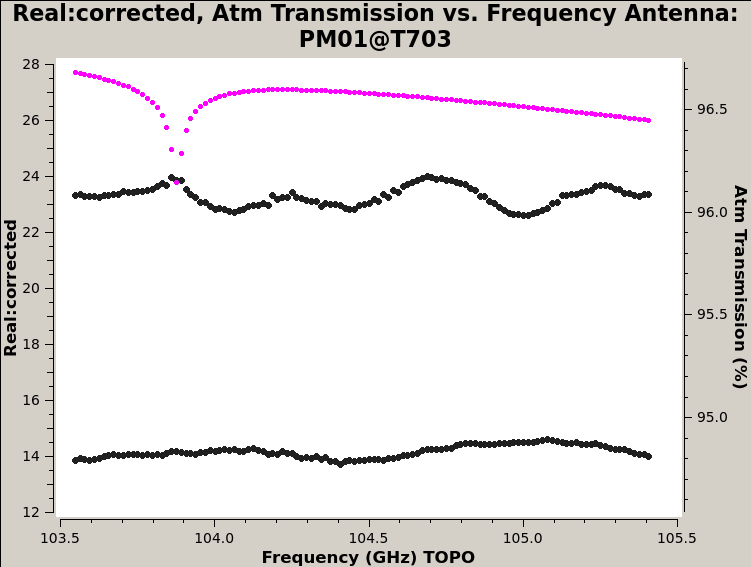 Real:corrected, Atm Transmission vs. Frequency Antenna:
PM01@T703
28
26
24
22
20
18
16
14
12
Real:corrected
96.5
96.0
95.5
95.0
Atm Transmission (%)
103.5 104.0 104.5 105.0 105.5
Frequency (GHz) TOPO